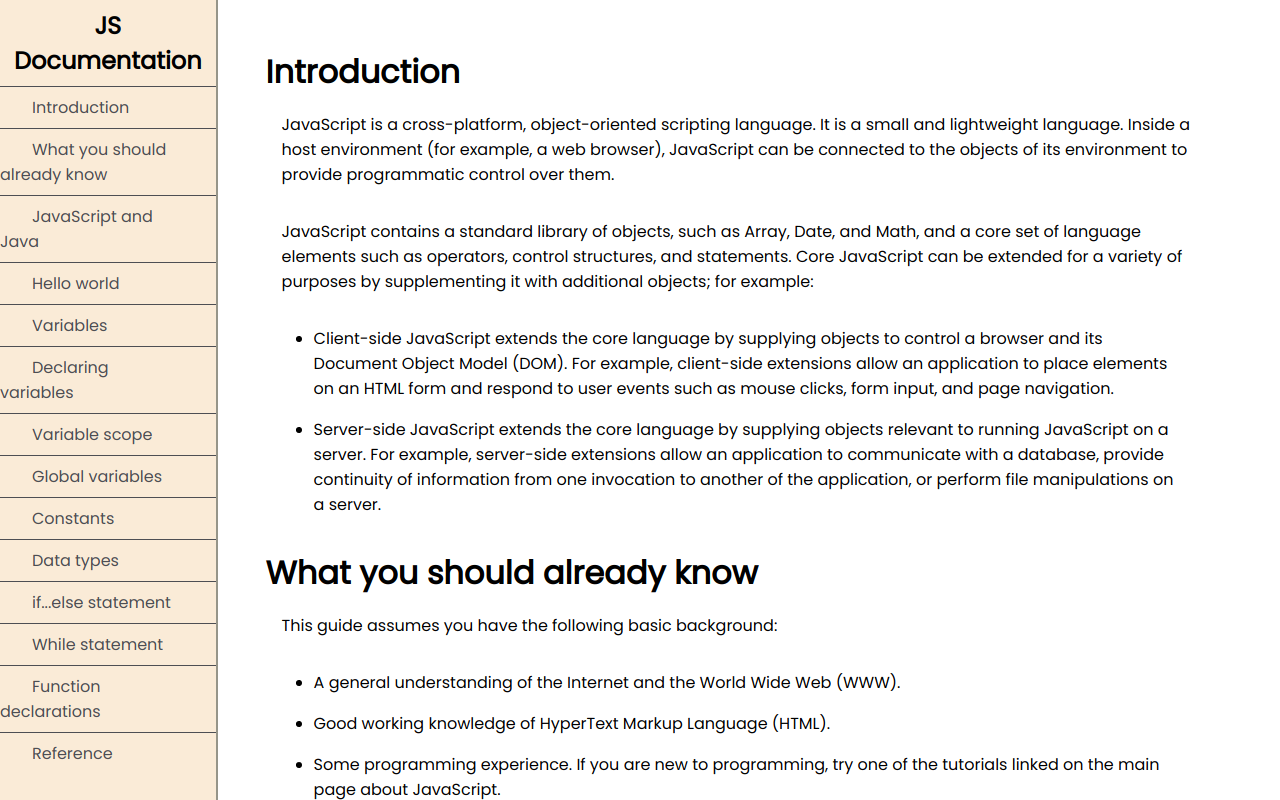 JS
Documentation
Introduction
What you should
already know
JavaScript and
Java
Hello world
Variables
Declaring
variables
Variable scope
Global variables
Constants
Data types
if...else statement
While statement
Function
declarations
Reference
Introduction
JavaScript is a cross-platform, object-oriented scripting language. It is a small and lightweight language. Inside a
host environment (for example, a web browser), JavaScript can be connected to the objects of its environment to
provide programmatic control over them.
JavaScript contains a standard library of objects, such as Array, Date, and Math, and a core set of language
elements such as operators, control structures, and statements. Core JavaScript can be extended for a variety of
purposes by supplementing it with additional objects; for example:
Client-side JavaScript extends the core language by supplying objects to control a browser and its
Document Object Model (DOM). For example, client-side extensions allow an application to place elements
on an HTML form and respond to user events such as mouse clicks, form input, and page navigation.
Server-side JavaScript extends the core language by supplying objects relevant to running JavaScript on a
server. For example, server-side extensions allow an application to communicate with a database, provide
continuity of information from one invocation to another of the application, or perform file manipulations on
a server.
What you should already know
This guide assumes you have the following basic background:
A general understanding of the Internet and the World Wide Web (WWW).
Good working knowledge of HyperText Markup Language (HTML).
Some programming experience. If you are new to programming, try one of the tutorials linked on the main
page about JavaScript.